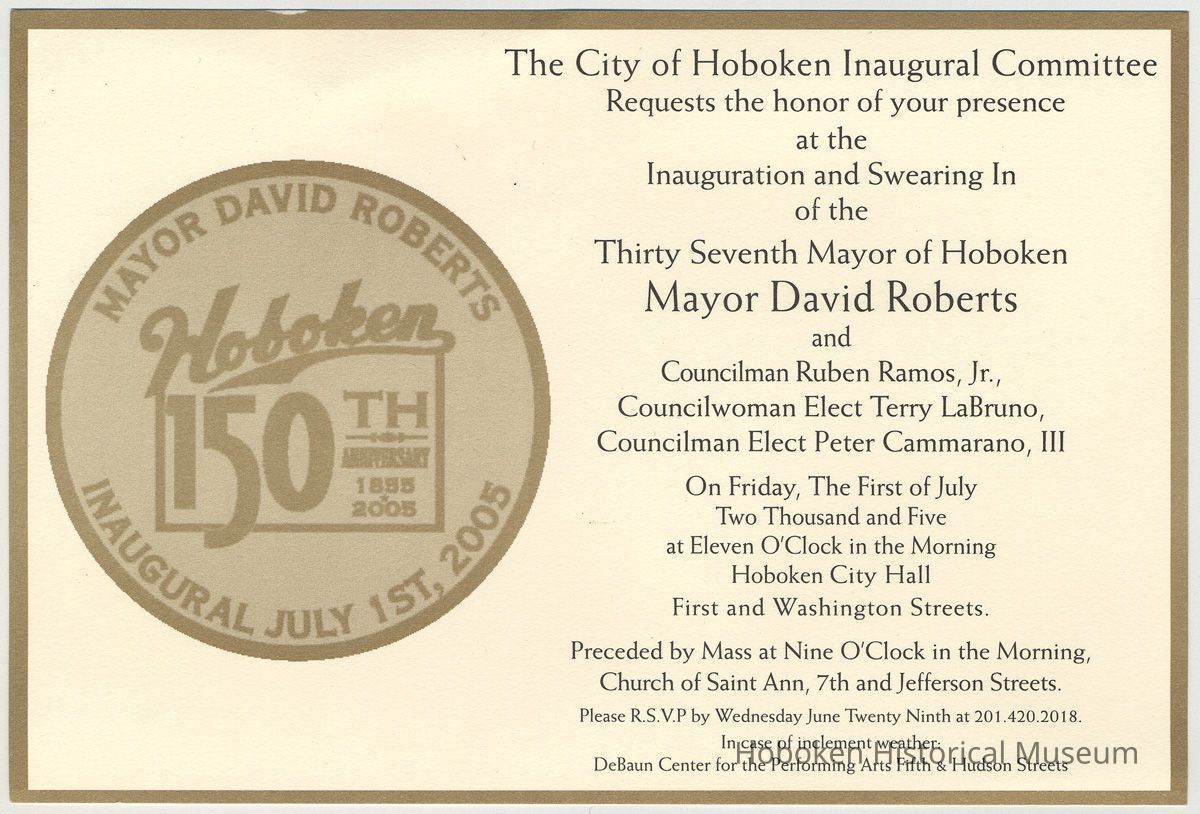 MAYOR DAVID ROBERTS
Hoboken
150TH
ANNIVERSARY
1855
2005
INAUGURAL JULY 1ST, 2005
The City of Hoboken Inaugural Committee
Requests the honor of your presence
at the
Inauguration and Swearing In
of the
Thirty Seventh Mayor of Hoboken
Mayor David Roberts
and
Councilman Ruben Ramos, Jr.,
Councilwoman Elect Terry LaBruno,
Councilman Elect Peter Cammarano, III
On Friday, The First of July
Two Thousand and Five
at Eleven O'Clock in the Morning
Hoboken City Hall
First and Washington Streets.
Preceded by Mass at Nine O'Clock in the Morning,
Church of Saint Ann, 7th and Jefferson Streets.
Please R.S.V.P by Wednesday June Twenty Ninth at 201.420.2018.
In case of inclement weather:
DeBaun Center for the Performing Arts Fifth & Hudson Streets
Hoboken Historical Museum